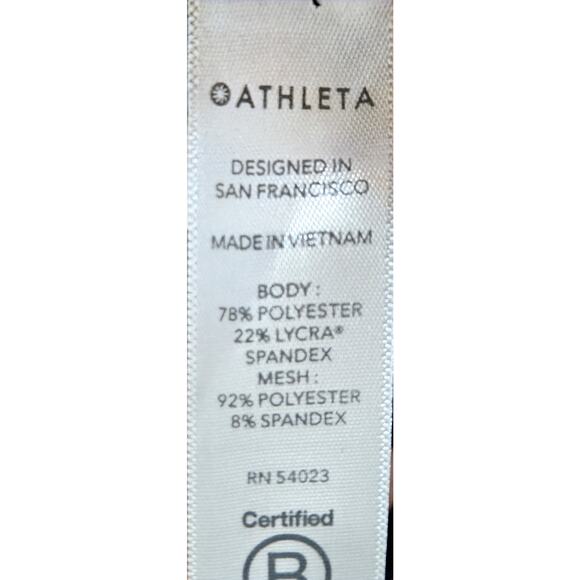 ATHLETA
DESIGNED IN
SAN FRANCISCO
MADE IN VIETNAM
BODY :
78% POLYESTER
22% LYCRA®
SPANDEX
MESH :
92% POLYESTER
8% SPANDEX
RN 54023
Certified
B